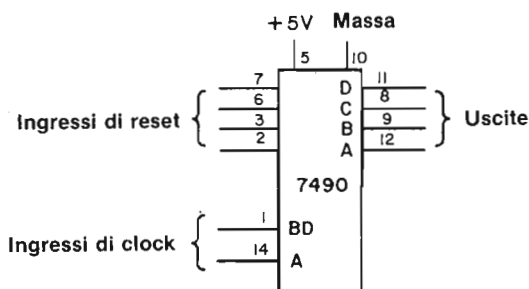 +5V Massa
5 10
7 D 11
6 C 8
Ingressi di reset 3 B 9 Uscite
2 A 12
7490
1 BD
Ingressi di clock
14 A